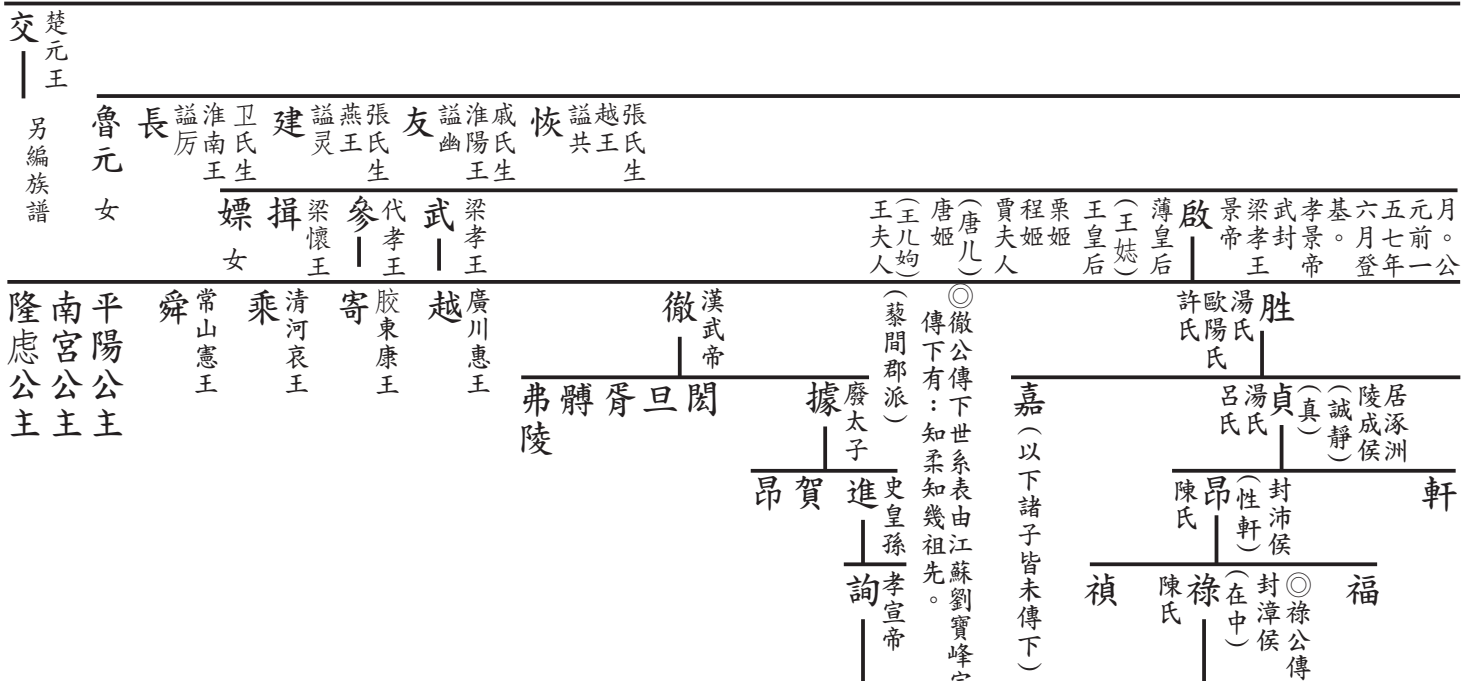 張氏生
越王
謚共
恢
戚氏生
淮陽王
謚幽
友
張氏生
燕王
謚灵
建
卫氏生
淮南王
謚厉
長
魯元 女
楚元王
交
另編族譜
月。公
元前一
五七年
六月登
基。
孝景帝
武封
梁孝王
景帝
啟
薄皇后
(王娡)
王皇后
栗姬
程姬
賈夫人
(唐儿)
唐姬
(王儿姁)
王夫人
梁孝王
武
代孝王
參
梁懷王
揖
嫖 女
胜
湯氏
歐陽氏
許氏
◎徹公傳下世系表由江蘇劉寶峰
傳下有：知柔知幾祖先。
(藜間郡派)
漢武帝
徹
廣川惠王
越
胶東康王
寄
清河哀王
乘
常山憲王
舜
平陽公主
南宮公主
隆虑公主
居涿洲
陵成侯
(誠靜)
(真)
貞
湯氏
呂氏
嘉(以下諸子皆未傳下)
廢太子
據
閎
旦
胥
髆
弗陵
軒
封沛侯
(性軒)
昂
陳氏
史皇孫
進
賀
昂
福
◎祿公傳
封漳侯
(在中)
祿
陳氏
禎
孝宣帝
詢